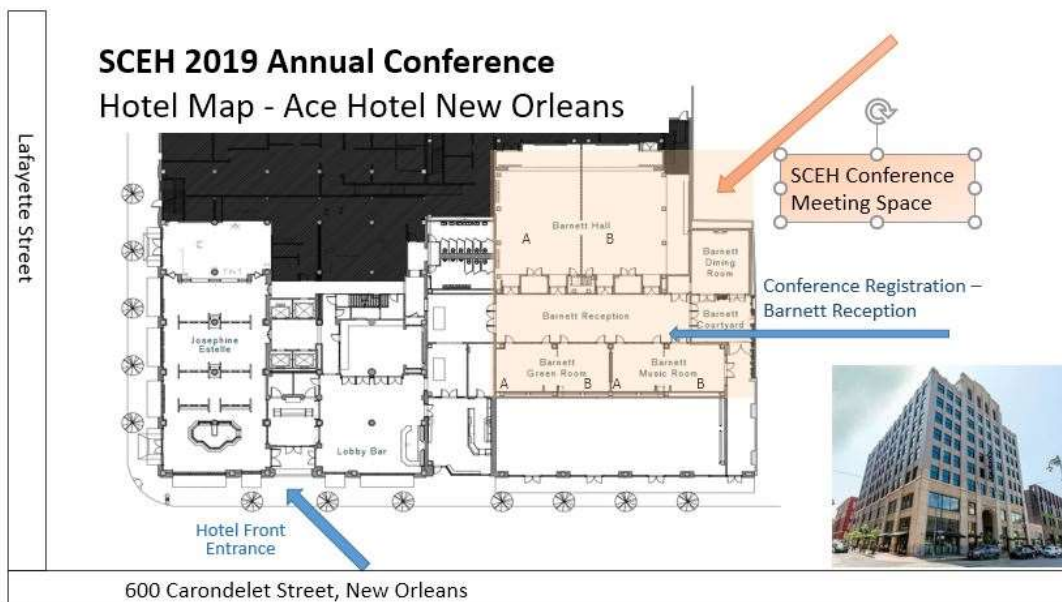 SCEH 2019 Annual Conference
Hotel Map - Ace Hotel New Orleans
Lafayette Street
SCEH Conference
Meeting Space
Barnett Hall
A
B
Barnett
Dining
Room
Conference Registration –
Barnett Reception
Barnett Reception
Barnett
Courtyard
Josephine
Estelle
Barnett
Green Room
A
B
Barnett
Music Room
A
B
Lobby Bar
Hotel Front
Entrance
600 Carondelet Street, New Orleans